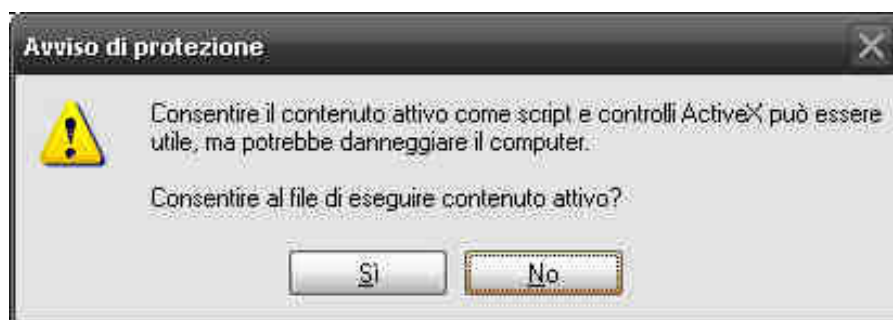 Avviso di protezione
Consentire il contenuto attivo come script e controlli ActiveX può essere
utile, ma potrebbe danneggiare il computer.
Consentire al file di eseguire contenuto attivo?
Sì
No